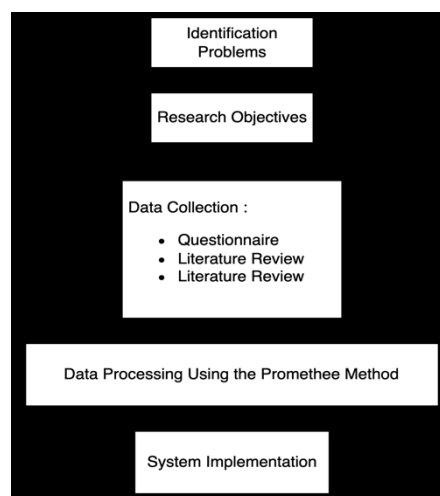 Identification
Problems
Research Objectives
Data Collection :
• Questionnaire
• Literature Review
• Literature Review
Data Processing Using the Promethee Method
System Implementation